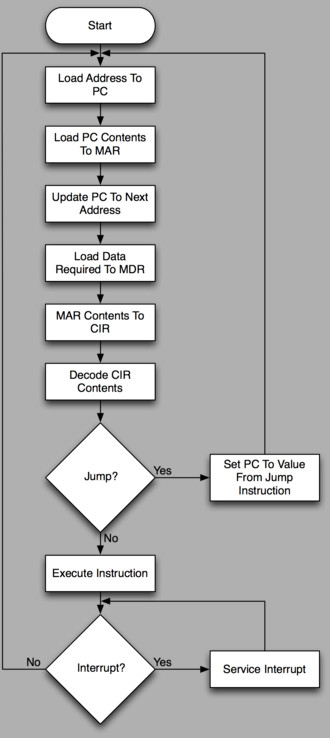 Start
Load Address To
PC
Load PC Contents
To MAR
Update PC To Next
Address
Load Data
Required To MDR
MAR Contents To
CIR
Decode CIR
Contents
Jump?
Yes
Set PC To Value
From Jump
Instruction
No
Execute Instruction
No
Interrupt?
Yes
Service Interrupt